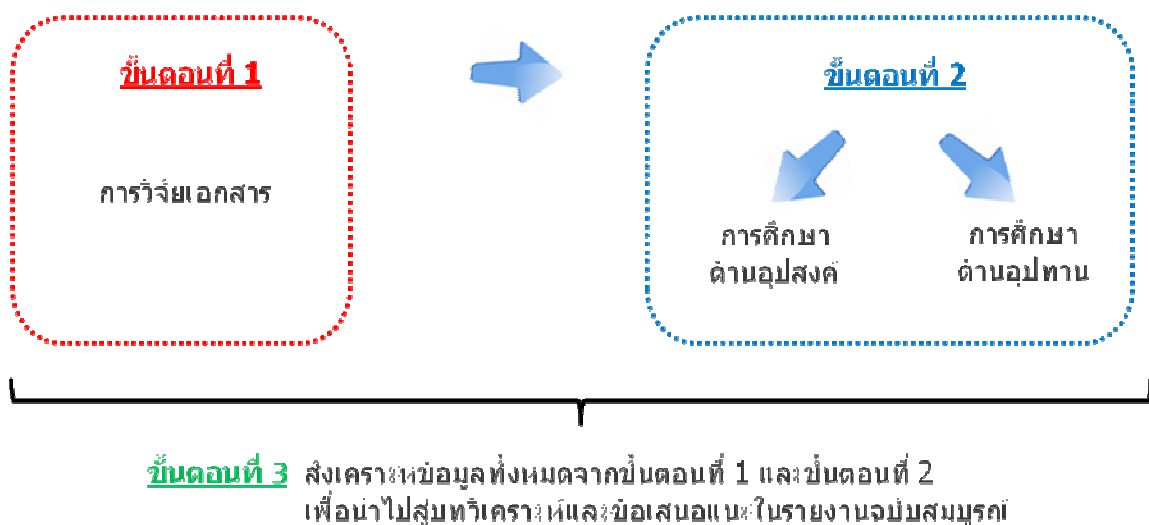 ขั้นตอนที่ 1
การวิจัยเอกสาร
ขั้นตอนที่ 2
การศึกษา
ด้านอุปสงค์
การศึกษา
ด้านอุปทาน
ขั้นตอนที่ 3 สังเคราะห์ข้อมูลทั้งหมดจากขั้นตอนที่ 1 และขั้นตอนที่ 2
เพื่อนำไปสู่บทวิเคราะห์และข้อเสนอแนะในรายงานฉบับสมบูรณ์